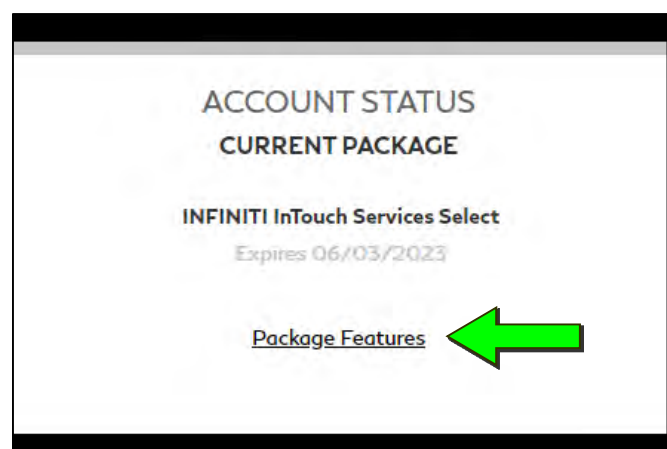 ACCOUNT STATUS
CURRENT PACKAGE
INFINITI InTouch Services Select
Expires 06/03/2023
Package Features